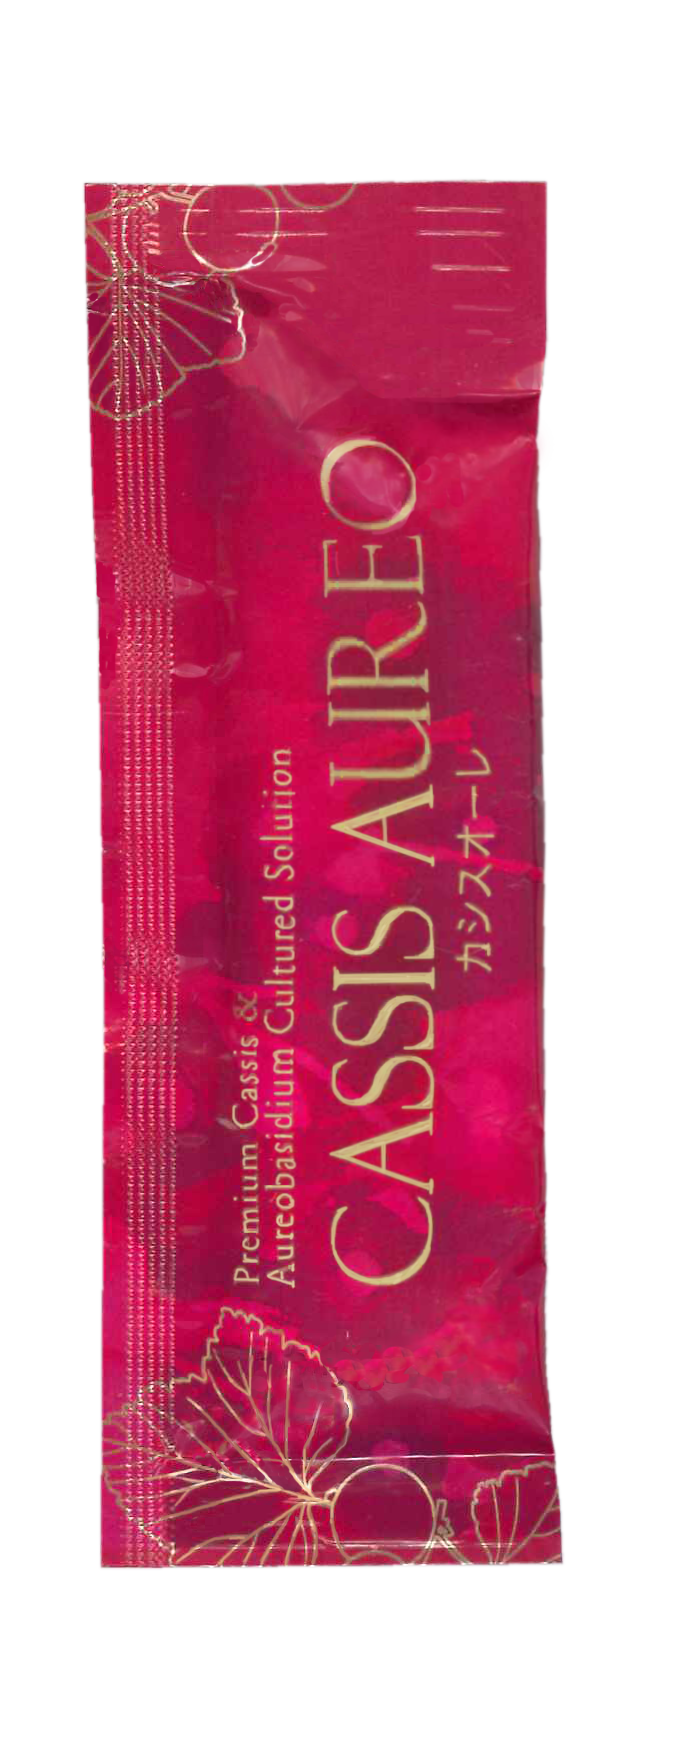 Premium Cassis &
Aureobasidium Cultured Solution
CASSIS AUREO
カシスオーレ